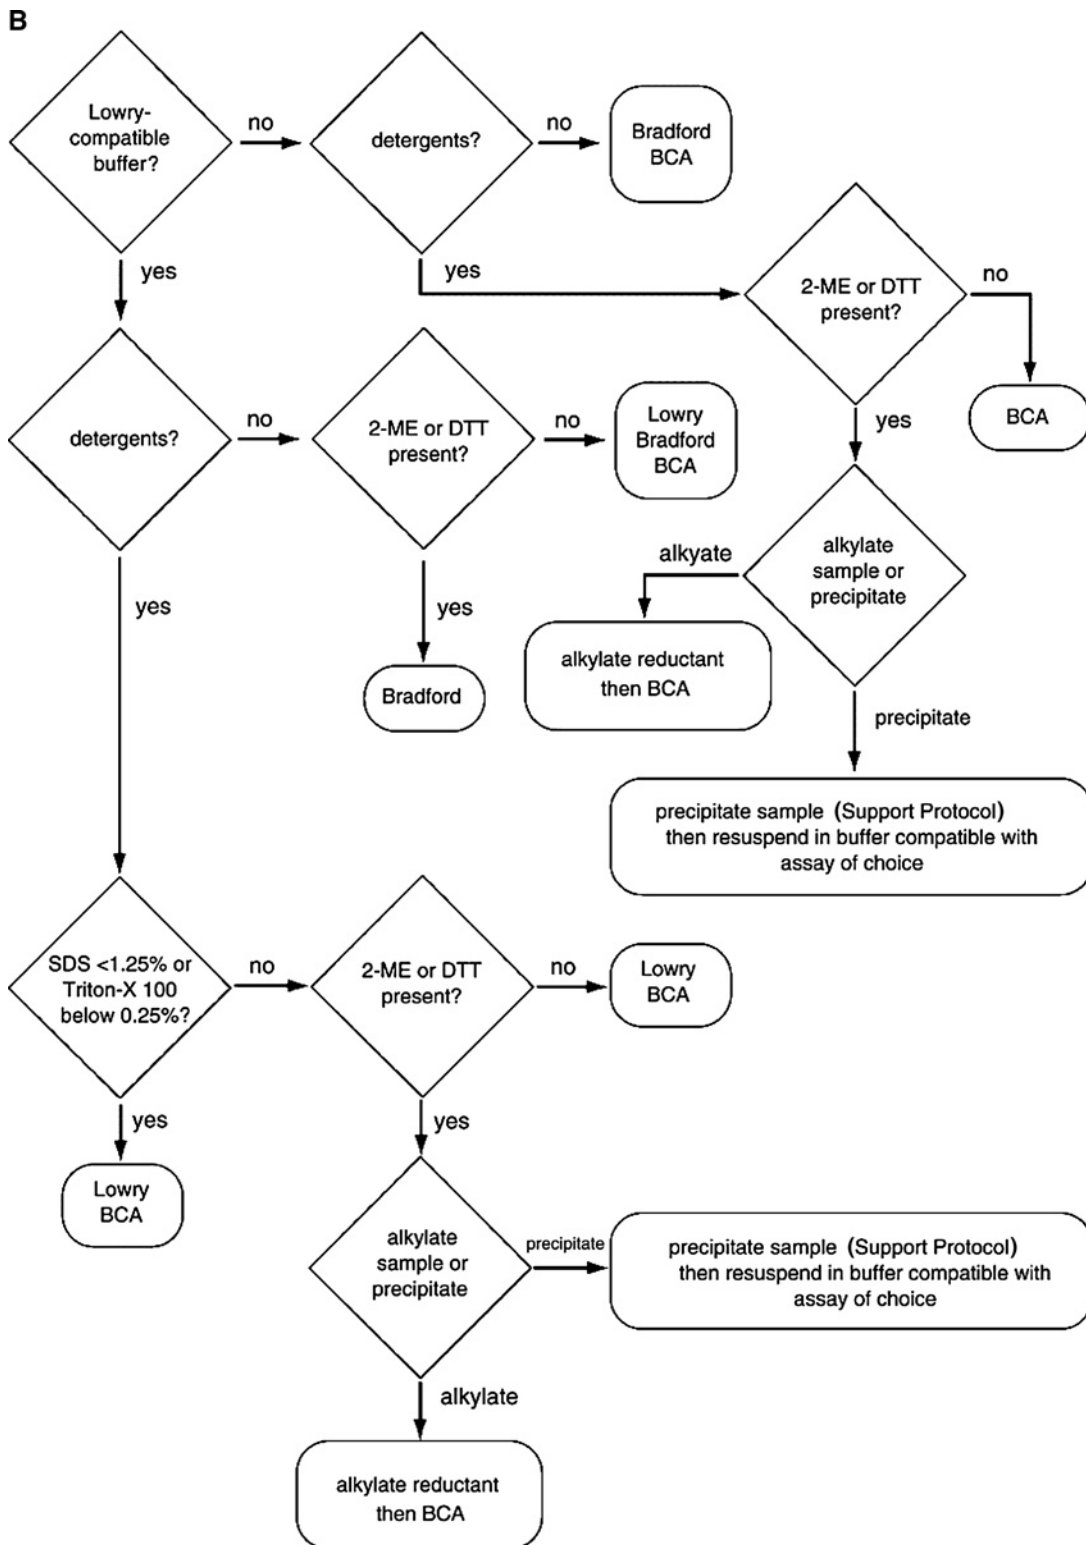 B
Lowry-
compatible
buffer?
no
detergents?
no
Bradford
BCA
yes
yes
2-ME or DTT
present?
no
BCA
yes
detergents?
no
2-ME or DTT
present?
no
Lowry
Bradford
BCA
yes
Bradford
alkylate
sample or
precipitate
alkyate
alkylate reductant
then BCA
precipitate
precipitate sample (Support Protocol)
then resuspend in buffer compatible with
assay of choice
yes
SDS <1.25% or
Triton-X 100
below 0.25%?
no
2-ME or DTT
present?
no
Lowry
BCA
yes
Lowry
BCA
yes
alkylate
sample or
precipitate
precipitate
precipitate sample (Support Protocol)
then resuspend in buffer compatible with
assay of choice
alkylate
alkylate reductant
then BCA